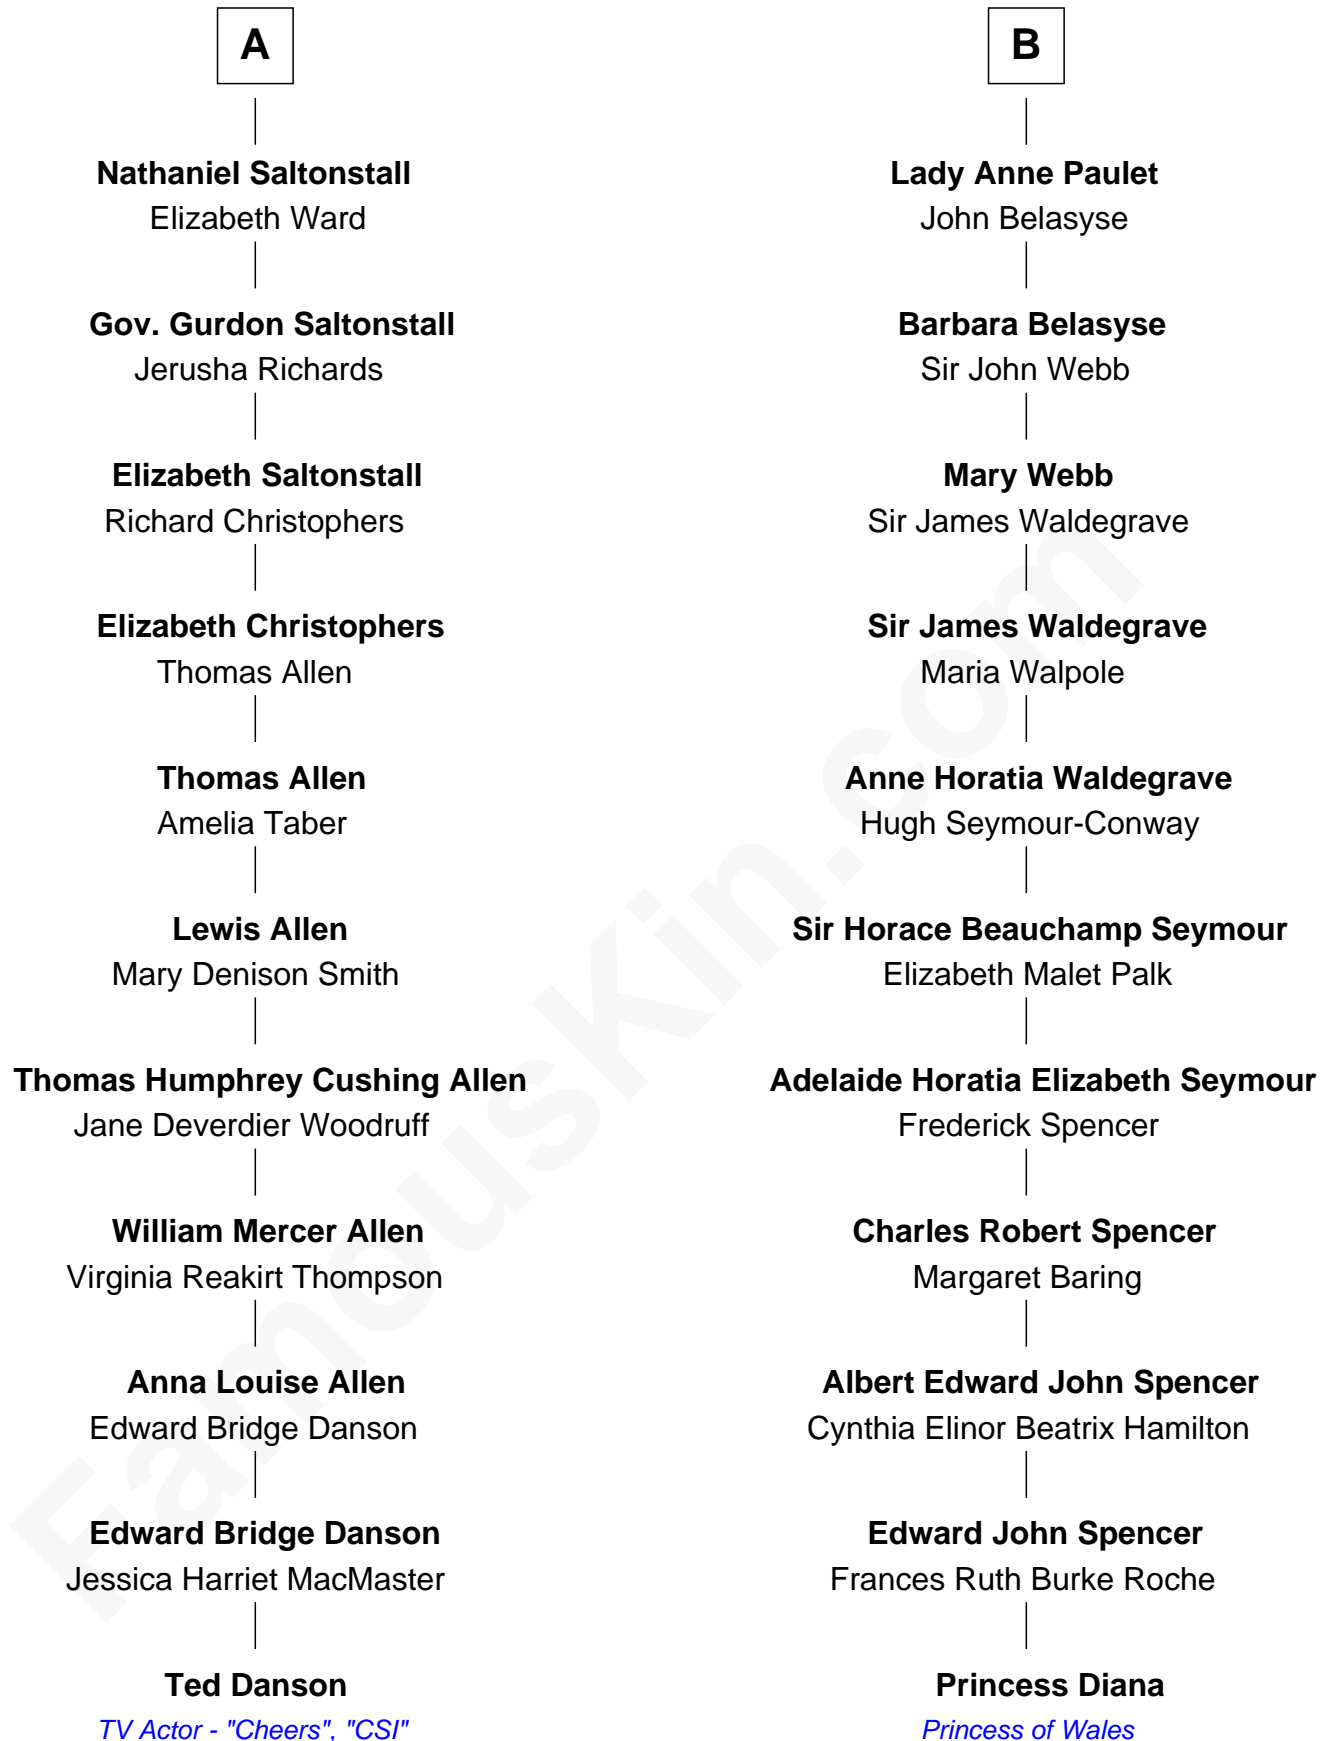 A
Nathaniel Saltonstall
Elizabeth Ward
Gov. Gurdon Saltonstall
Jerusha Richards
Elizabeth Saltonstall
Richard Christophers
Elizabeth Christophers
Thomas Allen
Thomas Allen
Amelia Taber
Lewis Allen
Mary Denison Smith
Thomas Humphrey Cushing Allen
Jane Deverdier Woodruff
William Mercer Allen
Virginia Reakirt Thompson
Anna Louise Allen
Edward Bridge Danson
Edward Bridge Danson
Jessica Harriet MacMaster
Ted Danson
TV Actor - "Cheers", "CSI"
B
Lady Anne Paulet
John Belasyse
Barbara Belasyse
Sir John Webb
Mary Webb
Sir James Waldegrave
Sir James Waldegrave
Maria Walpole
Anne Horatia Waldegrave
Hugh Seymour-Conway
Sir Horace Beauchamp Seymour
Elizabeth Malet Palk
Adelaide Horatia Elizabeth Seymour
Frederick Spencer
Charles Robert Spencer
Margaret Baring
Albert Edward John Spencer
Cynthia Elinor Beatrix Hamilton
Edward John Spencer
Frances Ruth Burke Roche
Princess Diana
Princess of Wales
FamousKin.com